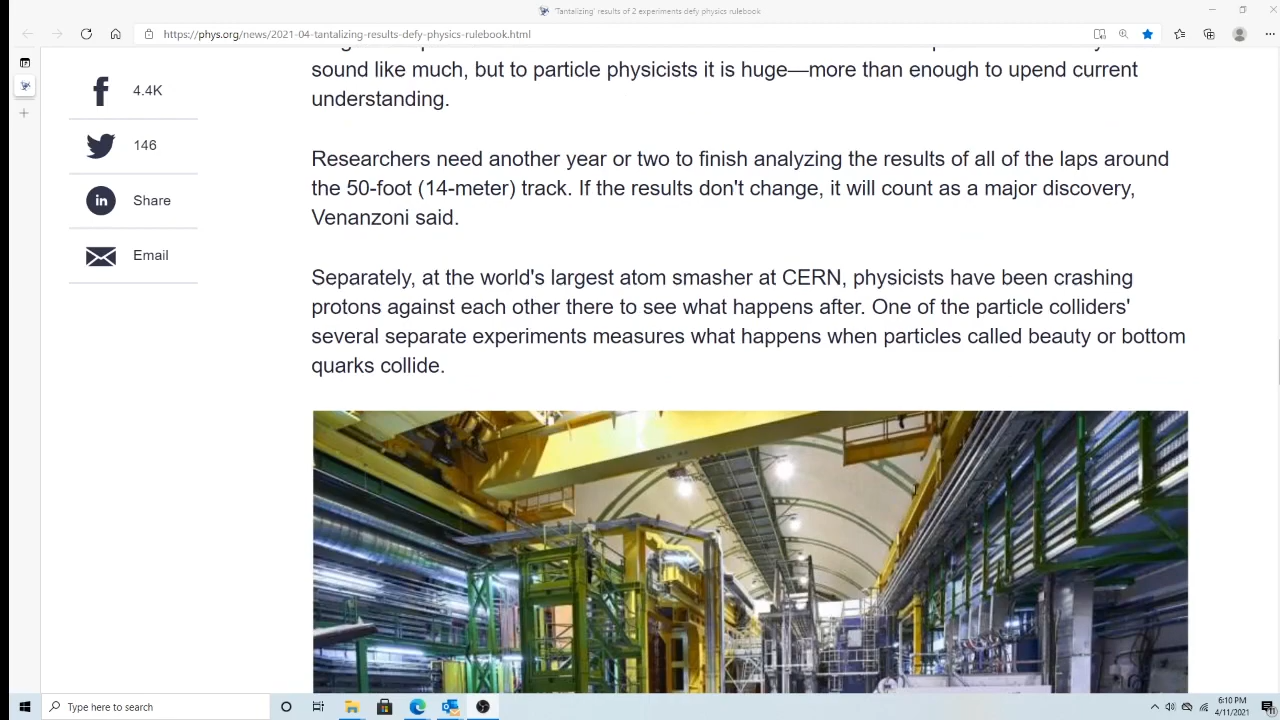 'Tantalizing' results of 2 experiments defy physics rulebook
https://phys.org/news/2021-04-tantalizing-results-defy-physics-rulebook.html
sound like much, but to particle physicists it is huge—more than enough to upend current
understanding.
4.4K
146
in Share
Email
Researchers need another year or two to finish analyzing the results of all of the laps around
the 50-foot (14-meter) track. If the results don't change, it will count as a major discovery,
Venanzoni said.
Separately, at the world's largest atom smasher at CERN, physicists have been crashing
protons against each other there to see what happens after. One of the particle colliders'
several separate experiments measures what happens when particles called beauty or bottom
quarks collide.
Type here to search
6:10 PM
4/11/2021